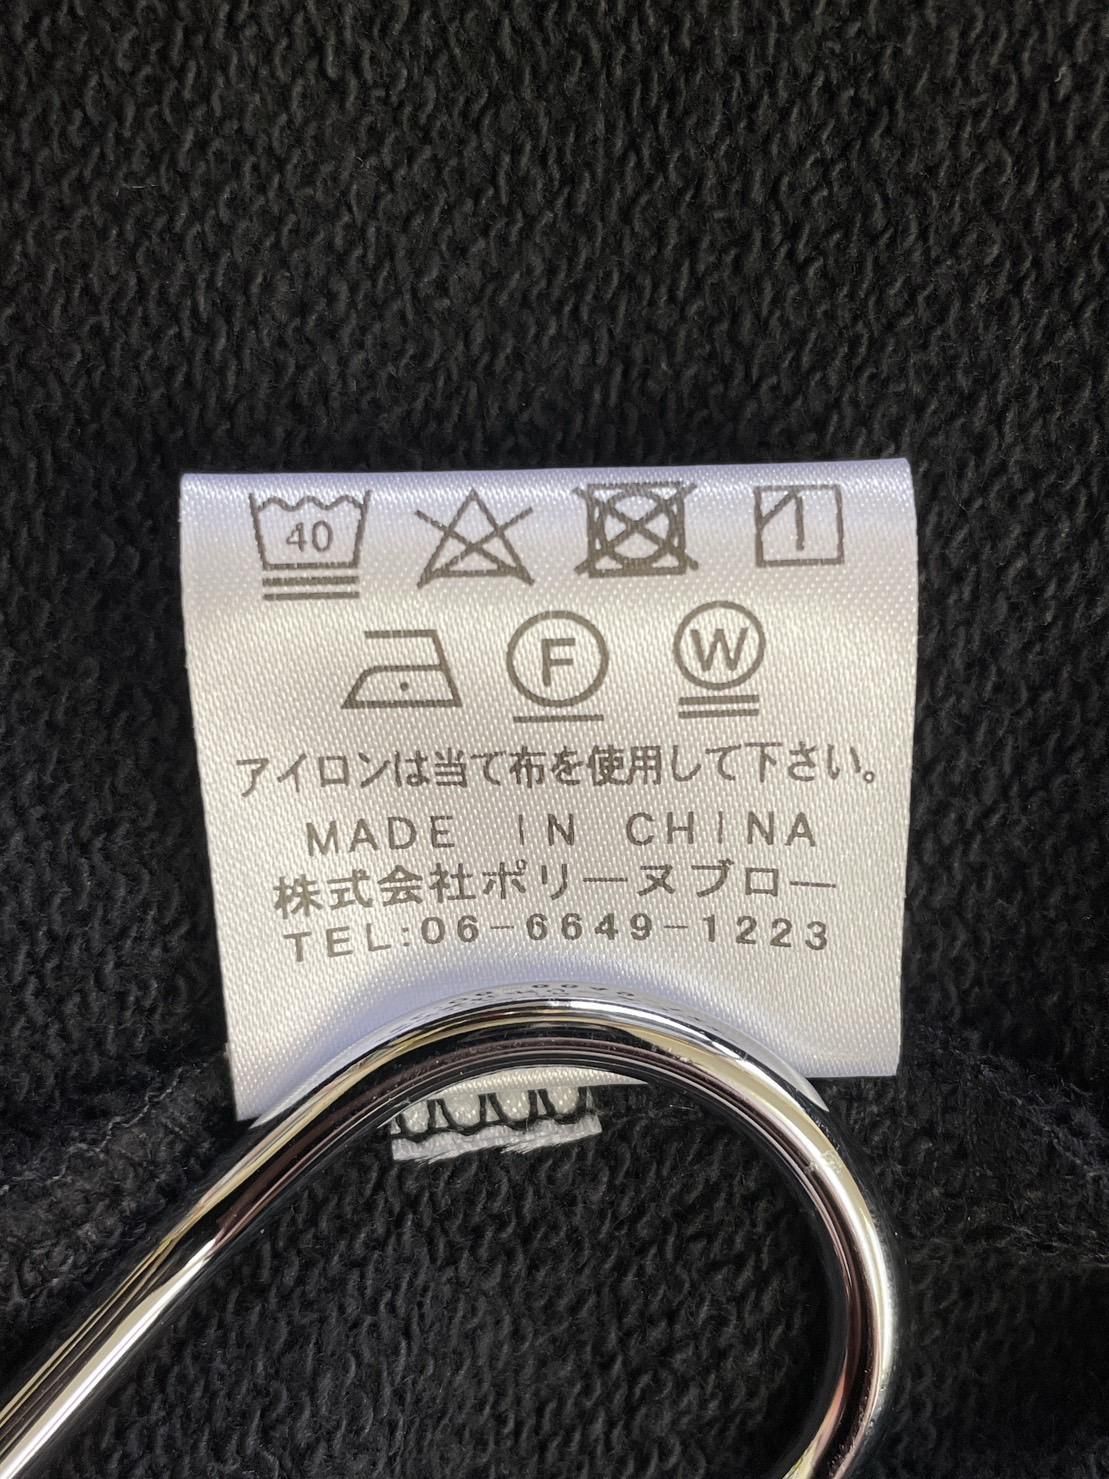 40
F W
アイロンは当て布を使用して下さい。
MADE IN CHINA
株式会社ポリーヌブロー
TEL:06-6649-1223